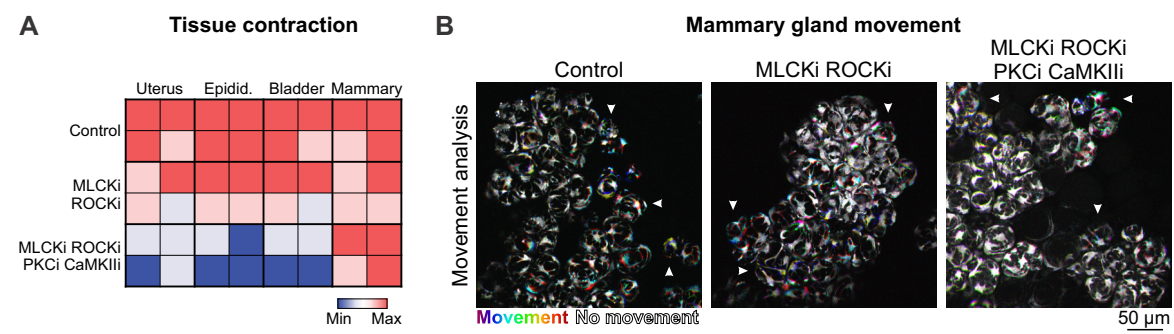 A
Tissue contraction
Uterus Epidid. Bladder Mammary
Control
MLCKi
ROCKi
MLCKi ROCKi
PKCi CaMKIIi
Min Max
B
Mammary gland movement
Control
MLCKi ROCKi
MLCKi ROCKi
PKCi CaMKIIi
Movement analysis
Movement No movement
50 µm